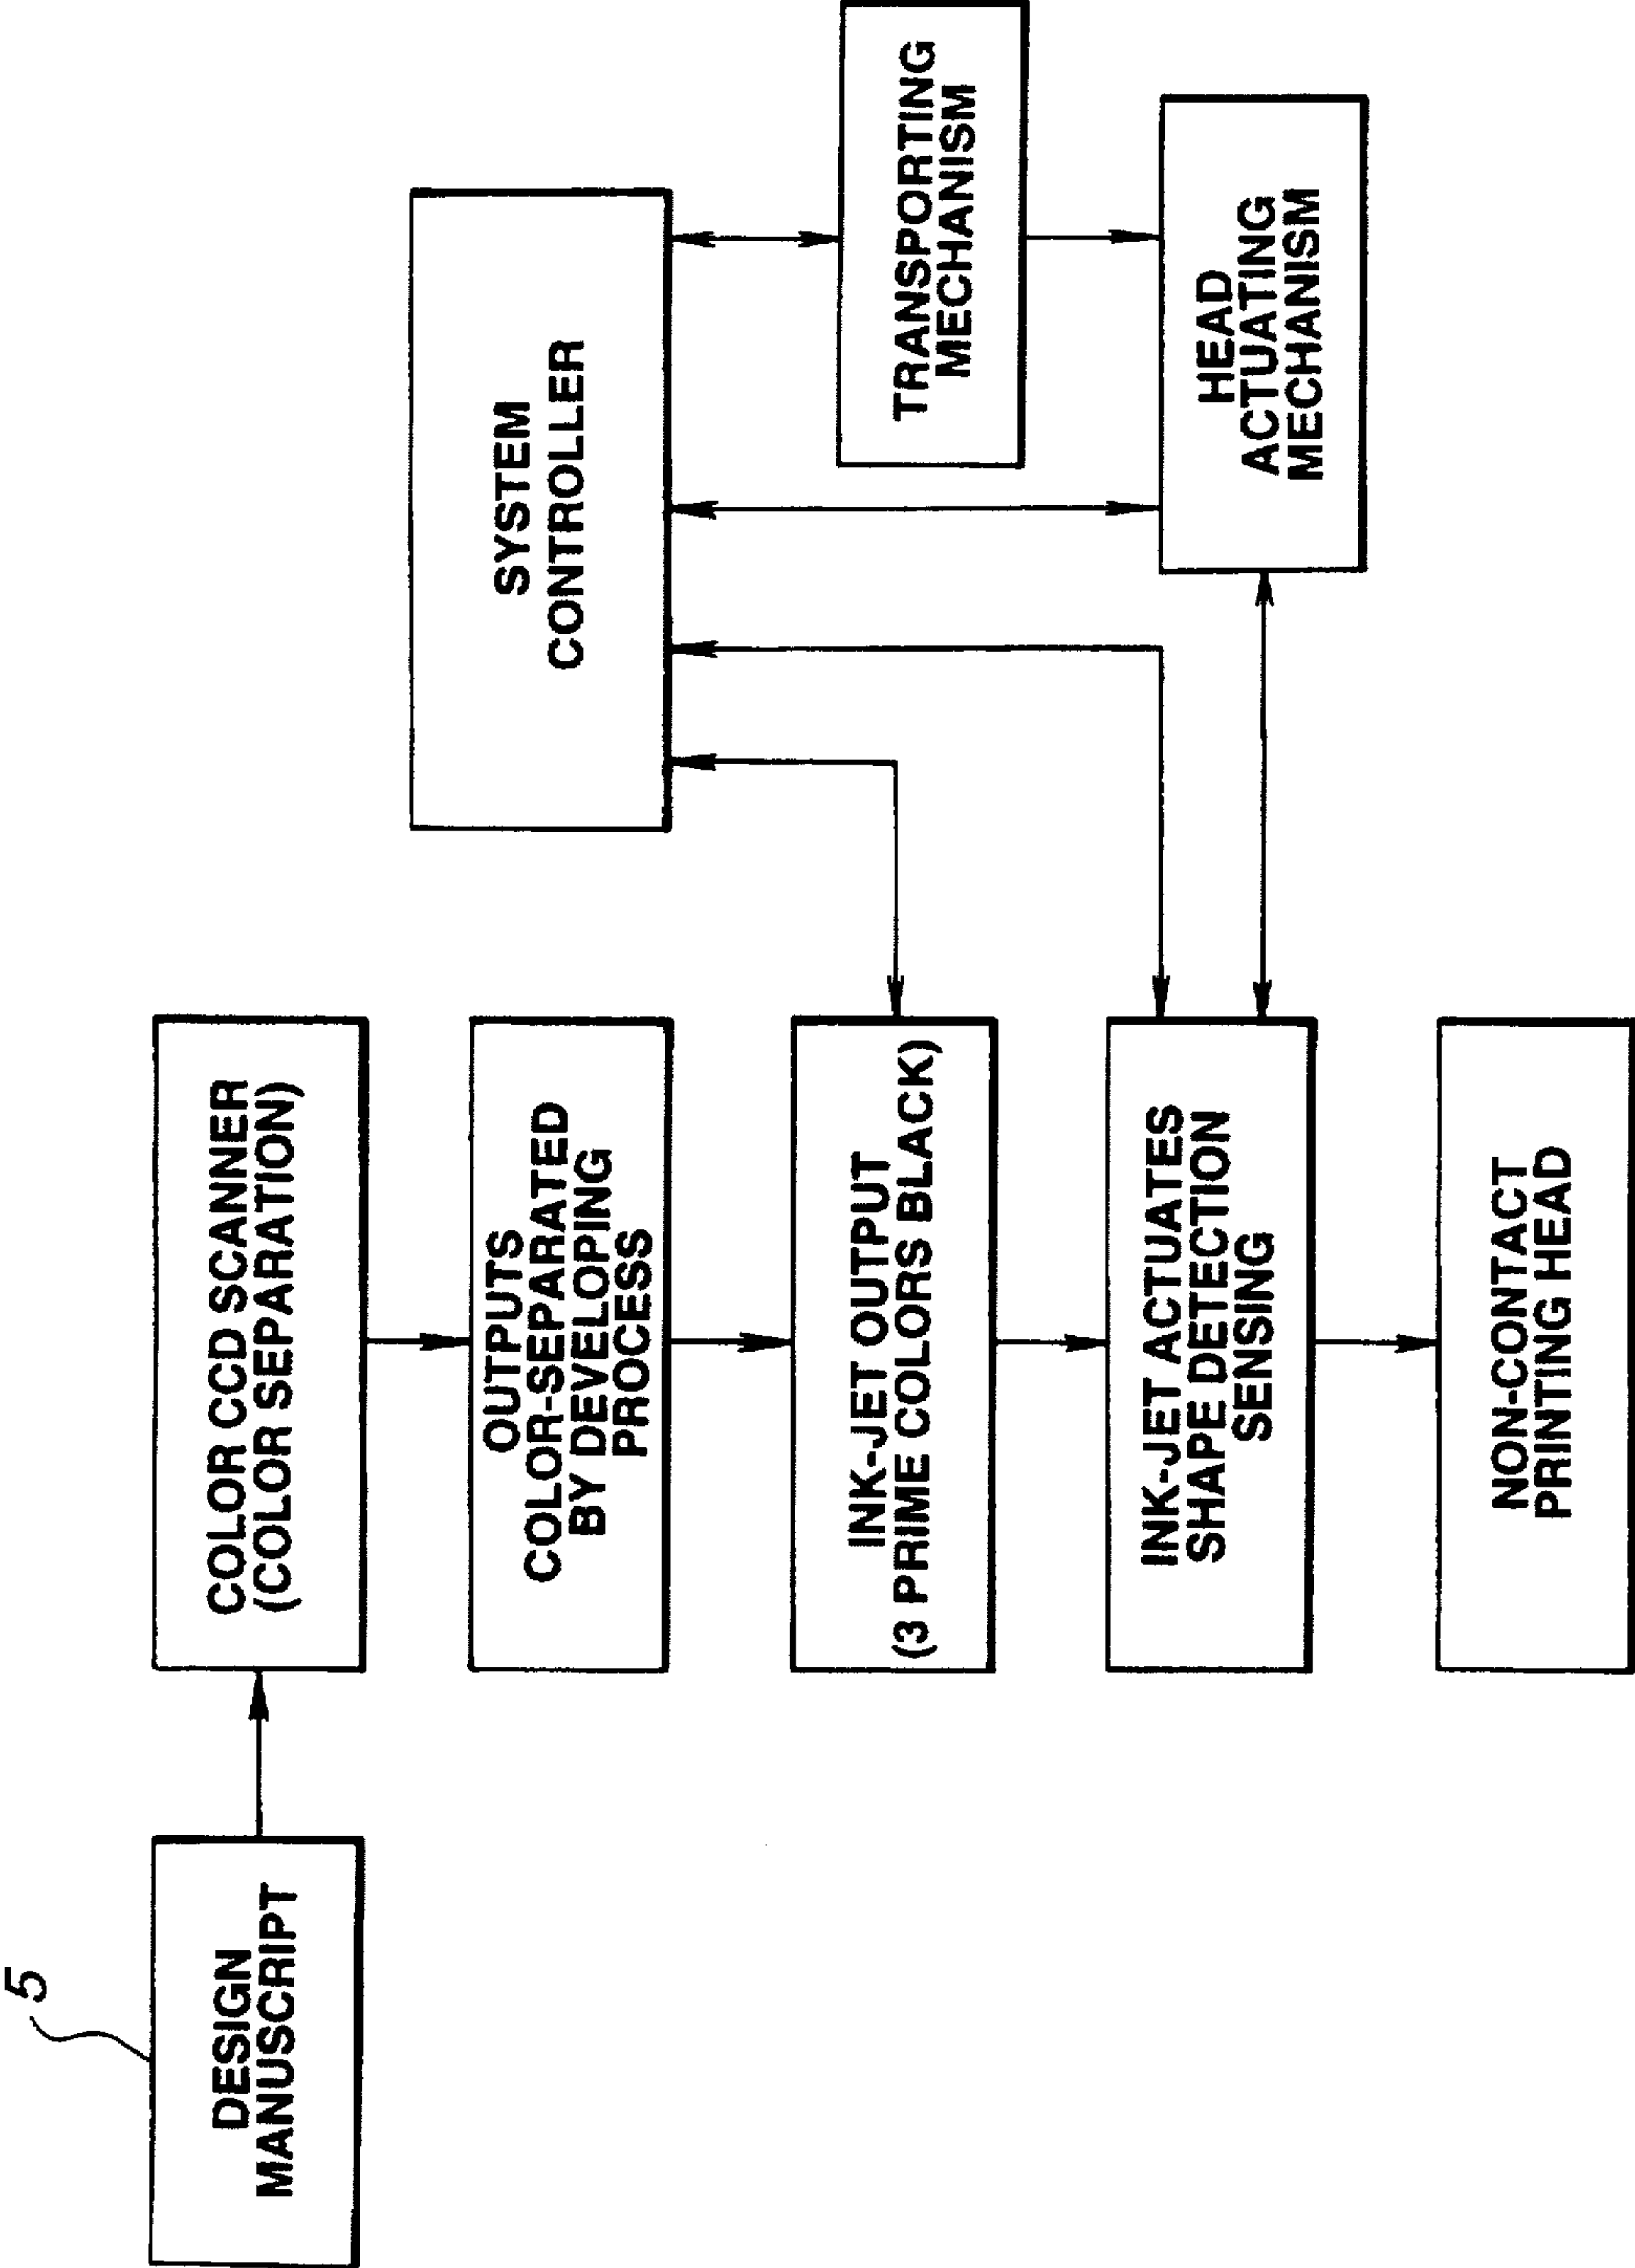 5
DESIGN
MANUSCRIPT
COLOR CCD SCANNER
(COLOR SEPARATION)
OUTPUTS
COLOR-SEPARATED
BY DEVELOPING
PROCESS
INK-JET OUTPUT
(3 PRIME COLORS BLACK)
INK-JET ACTUATES
SHAPE DETECTION
SENSING
NON-CONTACT
PRINTING HEAD
SYSTEM
CONTROLLER
TRANSPORTING
MECHANISM
HEAD
ACTUATING
MECHANISM